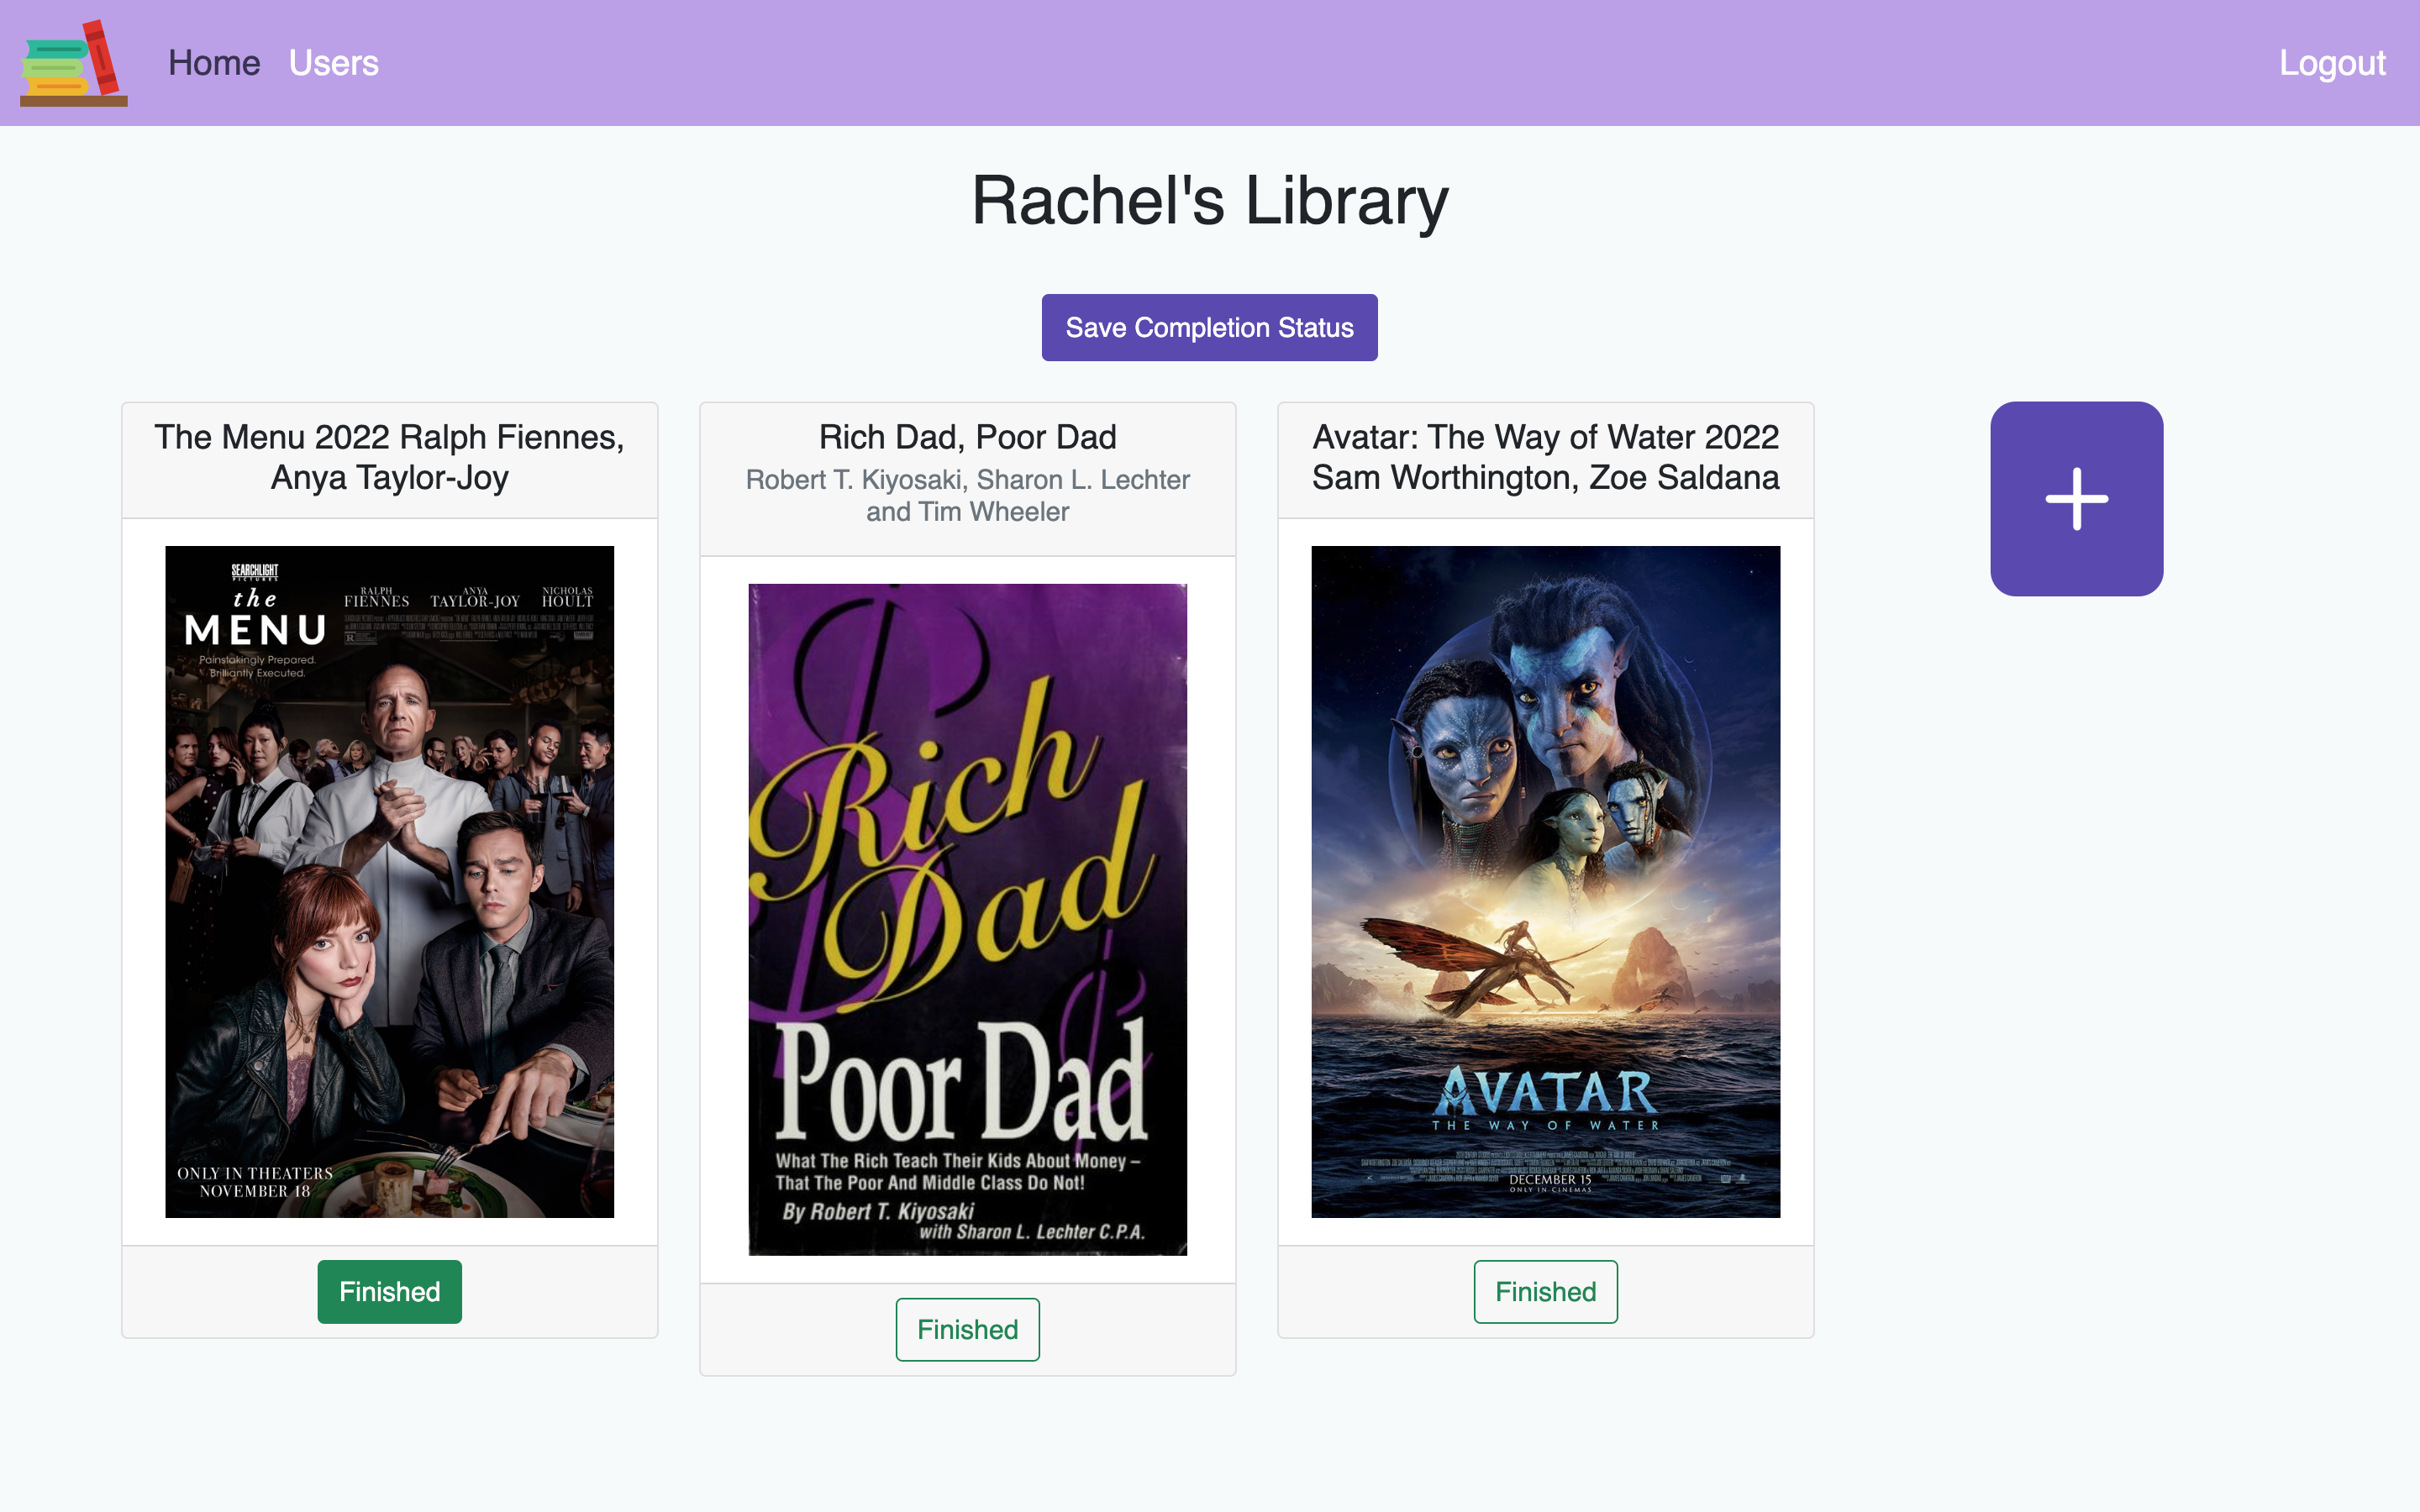 Home Users Logout
Rachel's Library
Save Completion Status
The Menu 2022 Ralph Fiennes,
Anya Taylor-Joy
SEARCHLIGHT
PICTURES
the
MENU
RALPH
FIENNES
ANYA
TAYLOR-JOY
NICHOLAS
HOULT
R
Painstakingly Prepared.
Brilliantly Executed.
ONLY IN THEATERS
NOVEMBER 18
Finished
Rich Dad, Poor Dad
Robert T. Kiyosaki, Sharon L. Lechter
and Tim Wheeler
Rich
Dad
Poor Dad
What The Rich Teach Their Kids About Money –
That The Poor And Middle Class Do Not!
By Robert T. Kiyosaki
with Sharon L. Lechter C.P.A.
Finished
Avatar: The Way of Water 2022
Sam Worthington, Zoe Saldana
AVATAR
THE WAY OF WATER
DECEMBER 15
ONLY IN CINEMAS
Finished